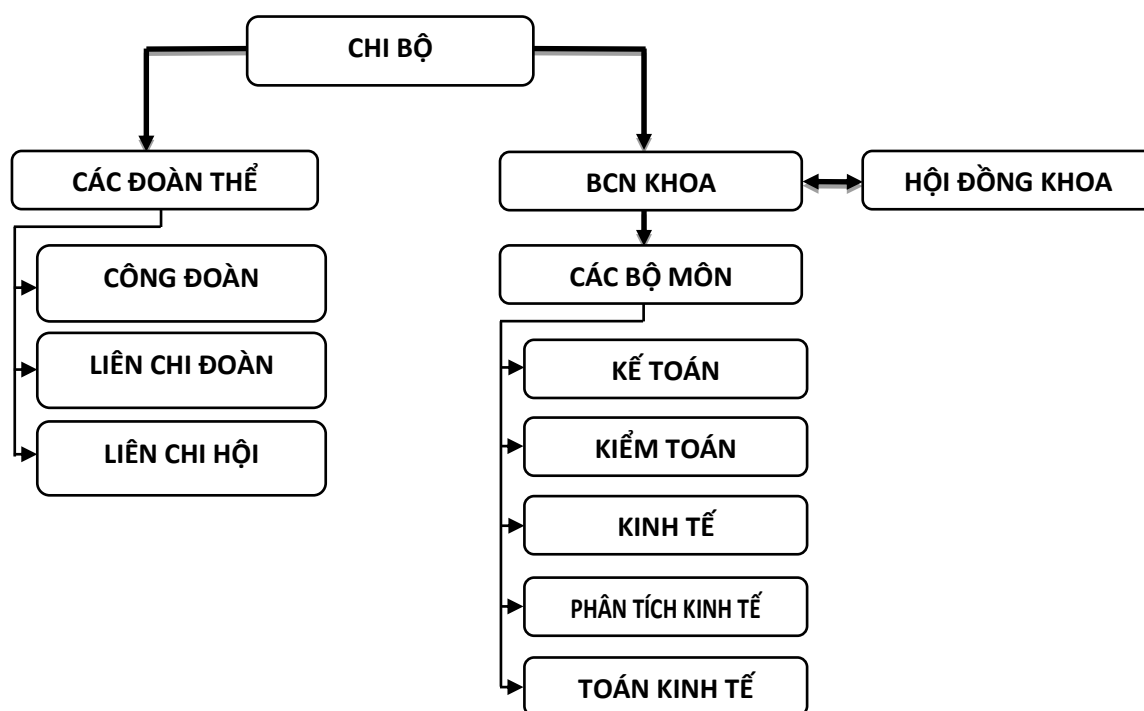 CHI BỘ
CÁC ĐOÀN THỂ
BCN KHOA
HỘI ĐỒNG KHOA
CÔNG ĐOÀN
LIÊN CHI ĐOÀN
LIÊN CHI HỘI
CÁC BỘ MÔN
KẾ TOÁN
KIỂM TOÁN
KINH TẾ
PHÂN TÍCH KINH TẾ
TOÁN KINH TẾ